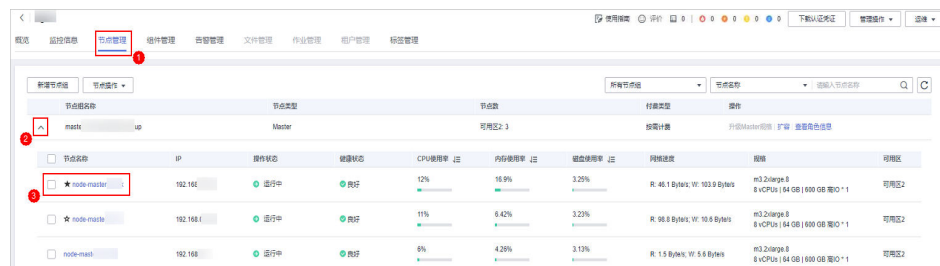 使用指南 评价 0 | 0 0 0 0 下载认证凭证 管理操作 运维
概览 监控信息 节点管理 组件管理 告警管理 文件管理 作业管理 租户管理 标签管理
1
新增节点组 节点操作 所有节点组 节点名称 请输入节点名称
节点组名称 节点类型 节点数 付费类型 操作
2
maste up Master 可用区2: 3 按需计费 升级Master规格 | 扩容 | 查看角色信息
节点名称 IP 操作状态 健康状态 CPU使用率 内存使用率 磁盘使用率 网络速度 规格 可用区
3
★ node-master 192.168 运行中 良好 12% 16.9% 3.25% R: 46.1 Byte/s; W: 103.9 Byte/s m3.2xlarge.8 可用区2
8 vCPUs | 64 GB | 600 GB 高IO * 1
☆ node-maste 192.168. 运行中 良好 11% 6.42% 3.23% R: 98.8 Byte/s; W: 10.6 Byte/s m3.2xlarge.8 可用区2
8 vCPUs | 64 GB | 600 GB 高IO * 1
node-mast 192.168 运行中 良好 6% 4.26% 3.13% R: 1.5 Byte/s; W: 5.6 Byte/s m3.2xlarge.8 可用区2
8 vCPUs | 64 GB | 600 GB 高IO * 1